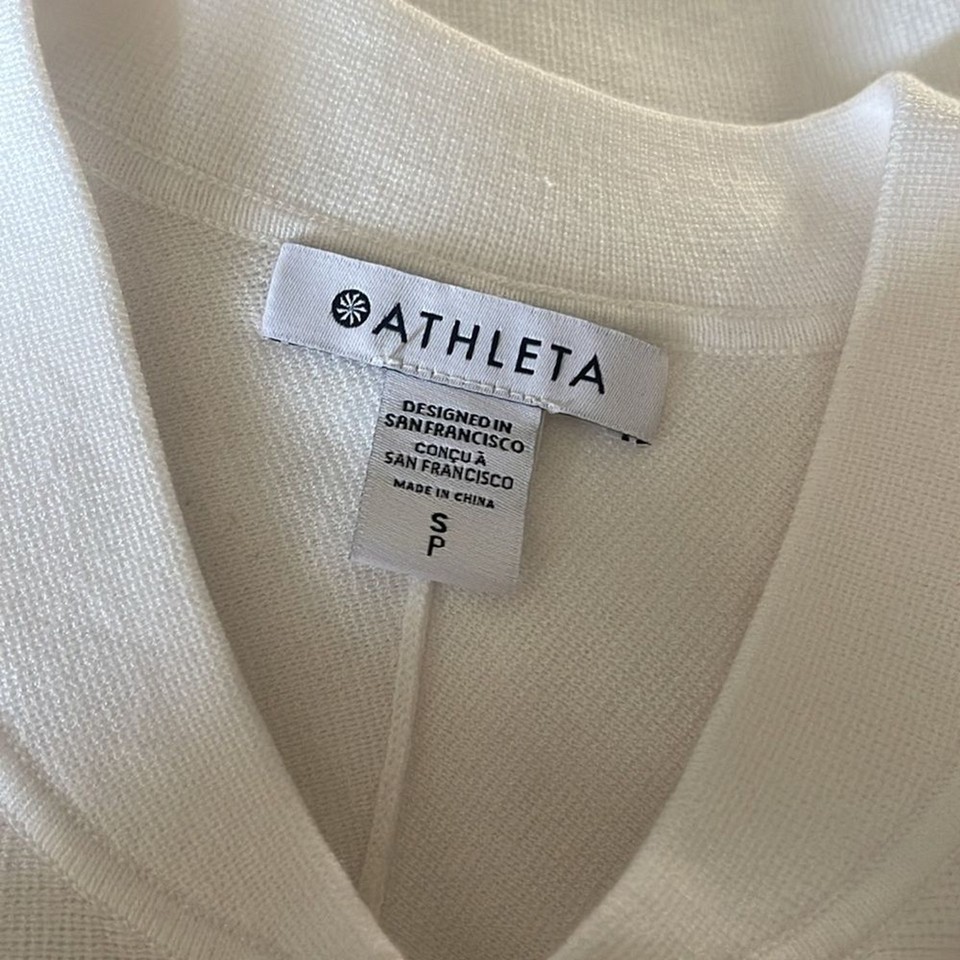 ATHLETA
DESIGNED IN
SAN FRANCISCO
CONÇU À
SAN FRANCISCO
MADE IN CHINA
S
P